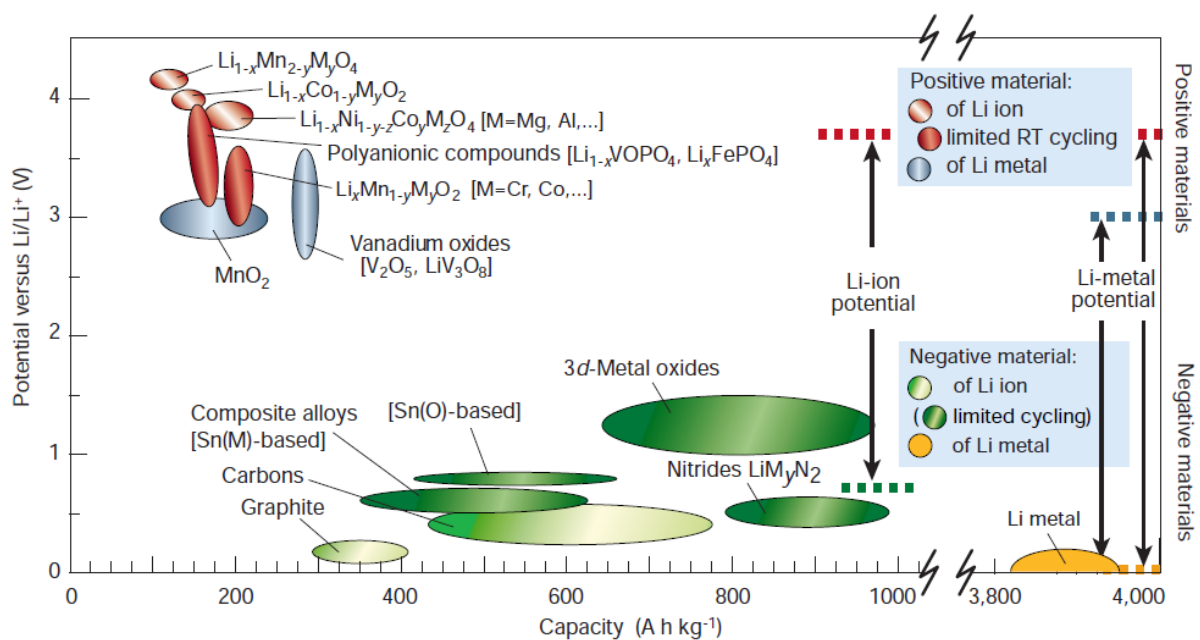 Potential versus Li/Li⁺ (V)
4
3
2
1
0
Li₁₋ₓMn₂₋yMyO₄
Li₁₋ₓCo₁₋yMyO₂
Li₁₋ₓNi₁₋y₋zCoyMzO₄ [M=Mg, Al,...]
Polyanionic compounds [Li₁₋ₓVOPO₄, LiₓFePO₄]
LiₓMn₁₋yMyO₂ [M=Cr, Co,...]
Vanadium oxides
[V₂O₅, LiV₃O₈]
MnO₂
Positive material:
of Li ion
limited RT cycling
of Li metal
Positive materials
Li-ion
potential
Li-metal
potential
Negative material:
of Li ion
( limited cycling)
of Li metal
Negative materials
3d-Metal oxides
[Sn(O)-based]
Composite alloys
[Sn(M)-based]
Carbons
Graphite
Nitrides LiMyN₂
Li metal
0 200 400 600 800 1000 3,800 4,000
Capacity (A h kg⁻¹)